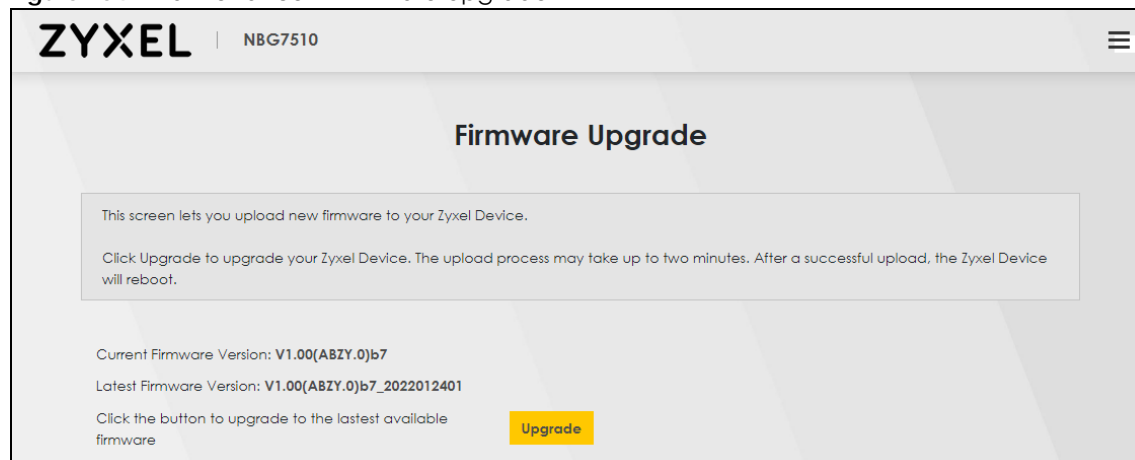 ZYXEL NBG7510
Firmware Upgrade
This screen lets you upload new firmware to your Zyxel Device.
Click Upgrade to upgrade your Zyxel Device. The upload process may take up to two minutes. After a successful upload, the Zyxel Device
will reboot.
Current Firmware Version: V1.00(ABZY.0)b7
Latest Firmware Version: V1.00(ABZY.0)b7_2022012401
Click the button to upgrade to the lastest available
firmware
Upgrade